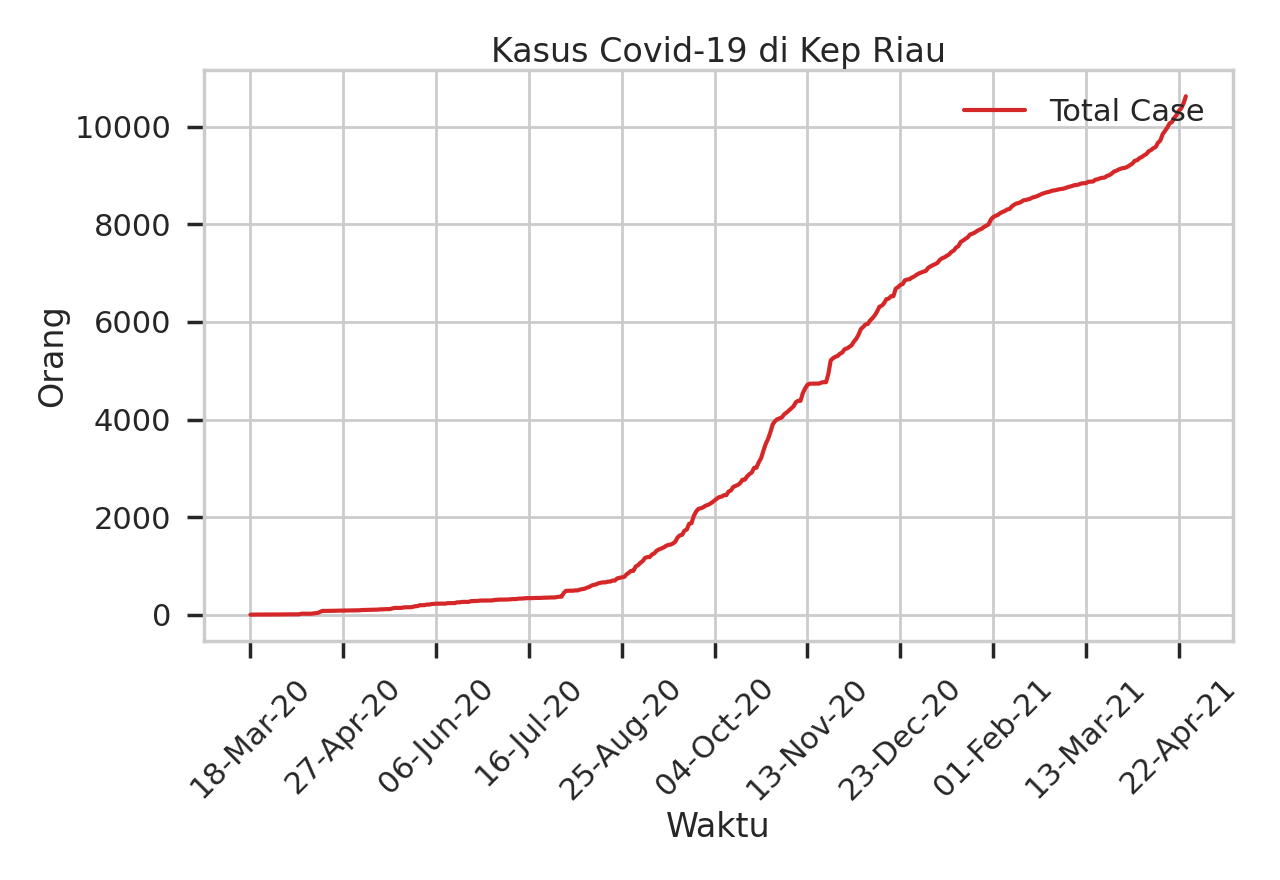 Kasus Covid-19 di Kep Riau
Total Case
10000
8000
6000
4000
2000
0
Orang
18-Mar-20
27-Apr-20
06-Jun-20
16-Jul-20
25-Aug-20
04-Oct-20
13-Nov-20
23-Dec-20
01-Feb-21
13-Mar-21
22-Apr-21
Waktu